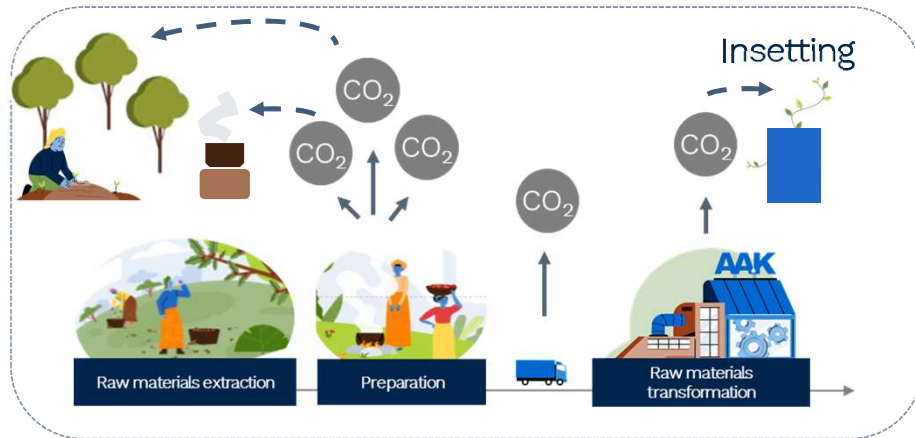 Insetting
CO₂
CO₂
CO₂
CO₂
CO₂
AAK
Raw materials extraction
Preparation
Raw materials
transformation